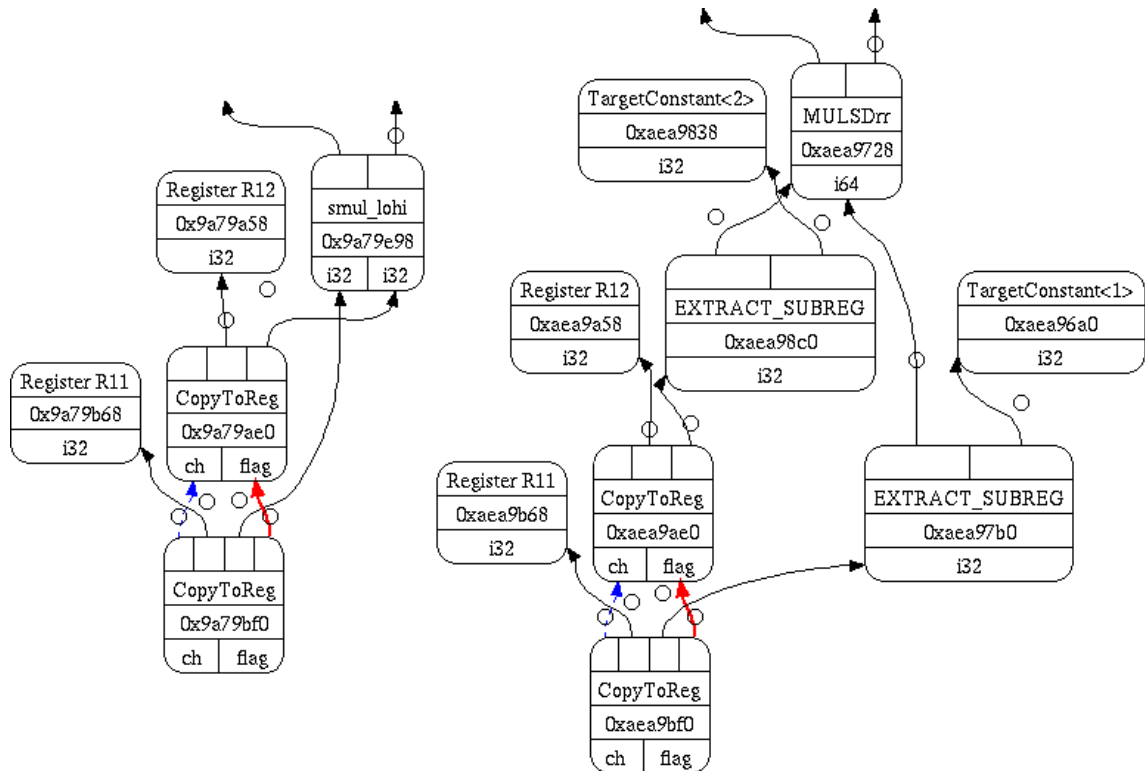 Register R12
0x9a79a58
i32
smul_lohi
0x9a79e98
i32 i32
Register R11
0x9a79b68
i32
CopyToReg
0x9a79ae0
ch flag
CopyToReg
0x9a79bf0
ch flag
TargetConstant<2>
0xaea9838
i32
MULSDrr
0xaea9728
i64
Register R12
0xaea9a58
i32
EXTRACT_SUBREG
0xaea98c0
i32
TargetConstant<1>
0xaea96a0
i32
Register R11
0xaea9b68
i32
CopyToReg
0xaea9ae0
ch flag
EXTRACT_SUBREG
0xaea97b0
i32
CopyToReg
0xaea9bf0
ch flag